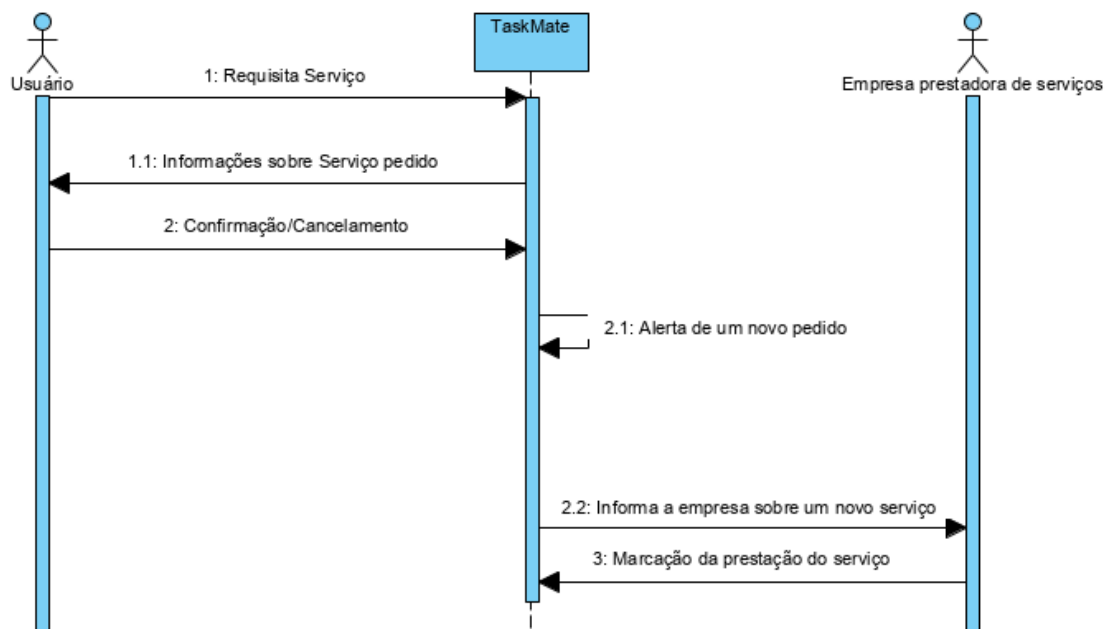 TaskMate
Usuário
Empresa prestadora de serviços
1: Requisita Serviço
1.1: Informações sobre Serviço pedido
2: Confirmação/Cancelamento
2.1: Alerta de um novo pedido
2.2: Informa a empresa sobre um novo serviço
3: Marcação da prestação do serviço